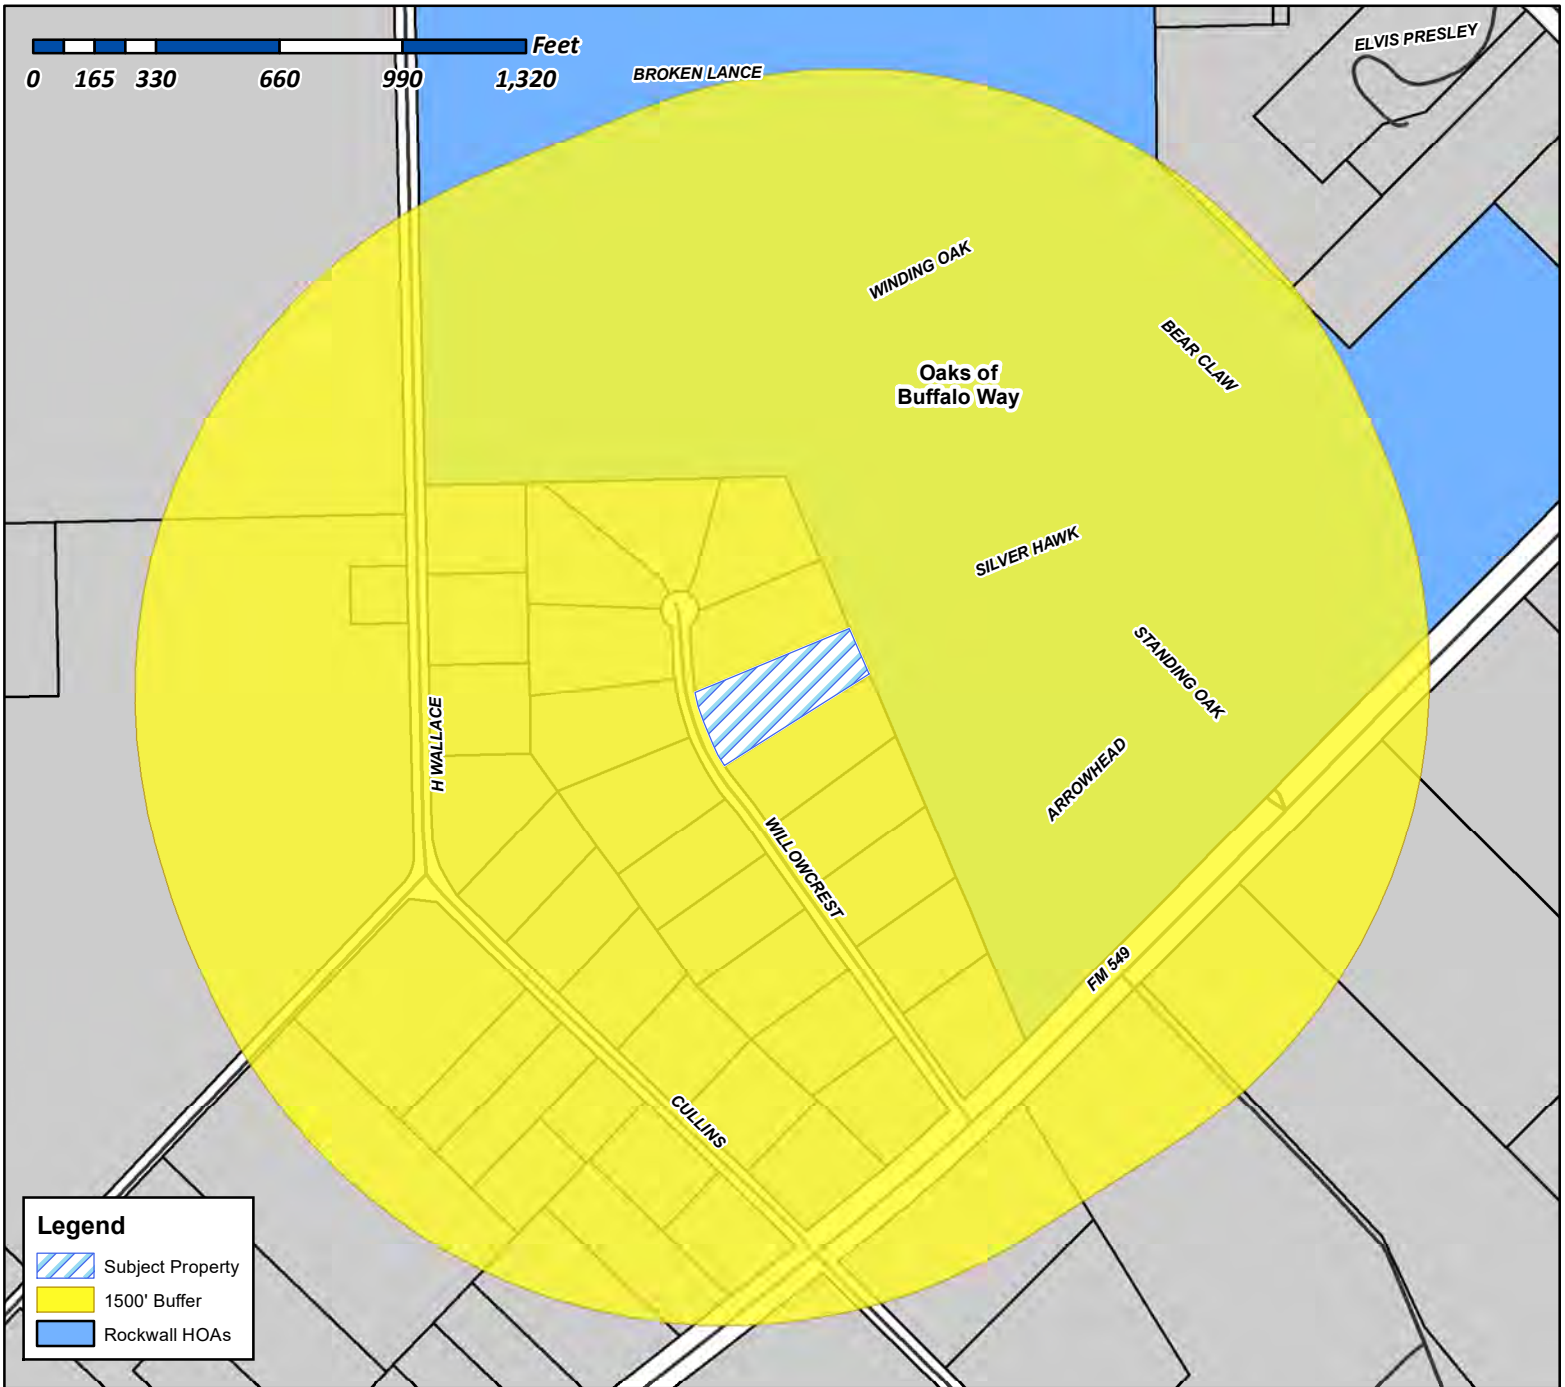 Feet
0 165 330 660 990 1,320
BROKEN LANCE
ELVIS PRESLEY
WINDING OAK
BEAR CLAW
Oaks of
Buffalo Way
SILVER HAWK
STANDING OAK
H WALLACE
ARROWHEAD
WILLOWCREST
FM 549
CULLINS
Legend
Subject Property
1500' Buffer
Rockwall HOAs